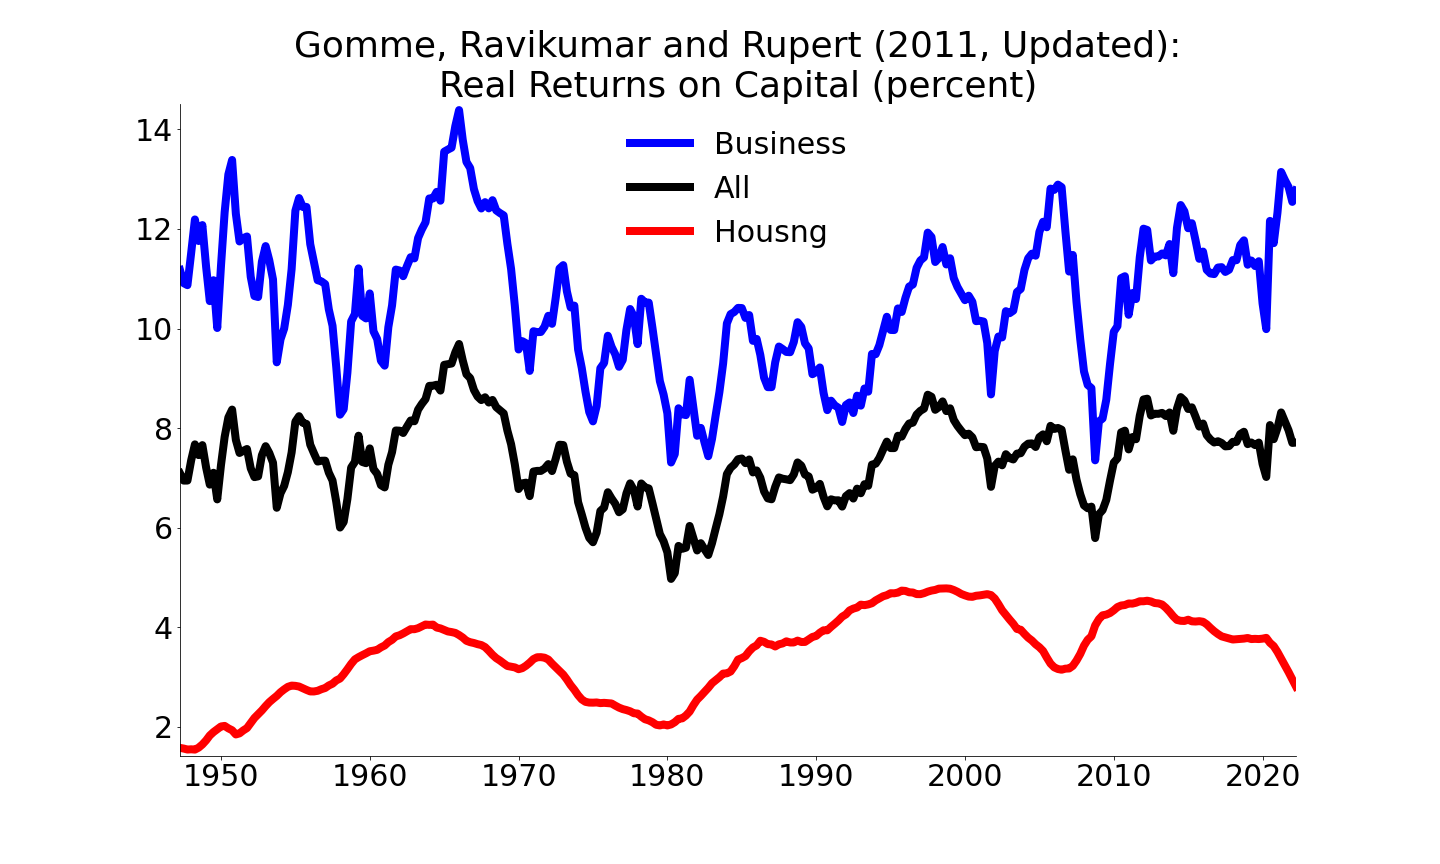 Gomme, Ravikumar and Rupert (2011, Updated):
Real Returns on Capital (percent)
14
12
10
8
6
4
2
Business
All
Housng
1950 1960 1970 1980 1990 2000 2010 2020